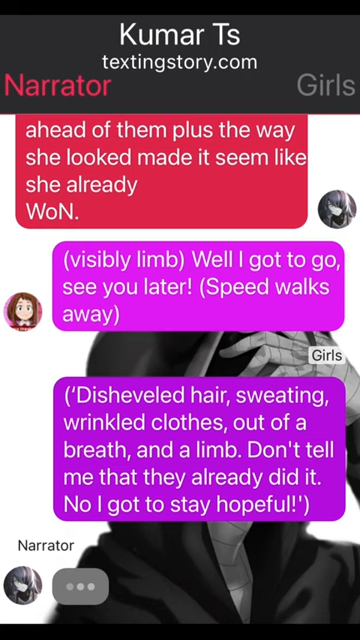 Kumar Ts
textingstory.com
Narrator
Girls
ahead of them plus the way
she looked made it seem like
she already
WoN.
(visibly limb) Well I got to go,
see you later! (Speed walks
away)
Girls
('Disheveled hair, sweating,
wrinkled clothes, out of a
breath, and a limb. Don't tell
me that they already did it.
No I got to stay hopeful!')
Narrator